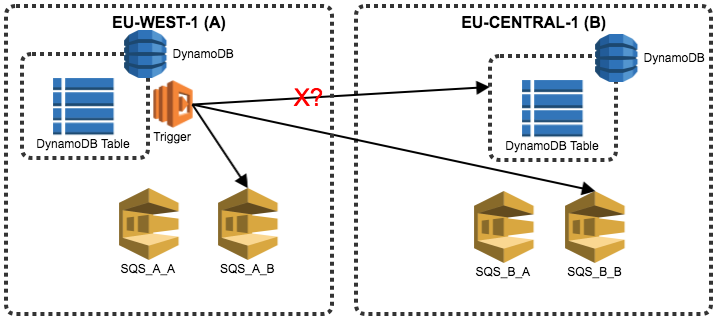 EU-WEST-1 (A)
DynamoDB
DynamoDB Table
Trigger
SQS_A_A
SQS_A_B
X?
EU-CENTRAL-1 (B)
DynamoDB
DynamoDB Table
SQS_B_A
SQS_B_B